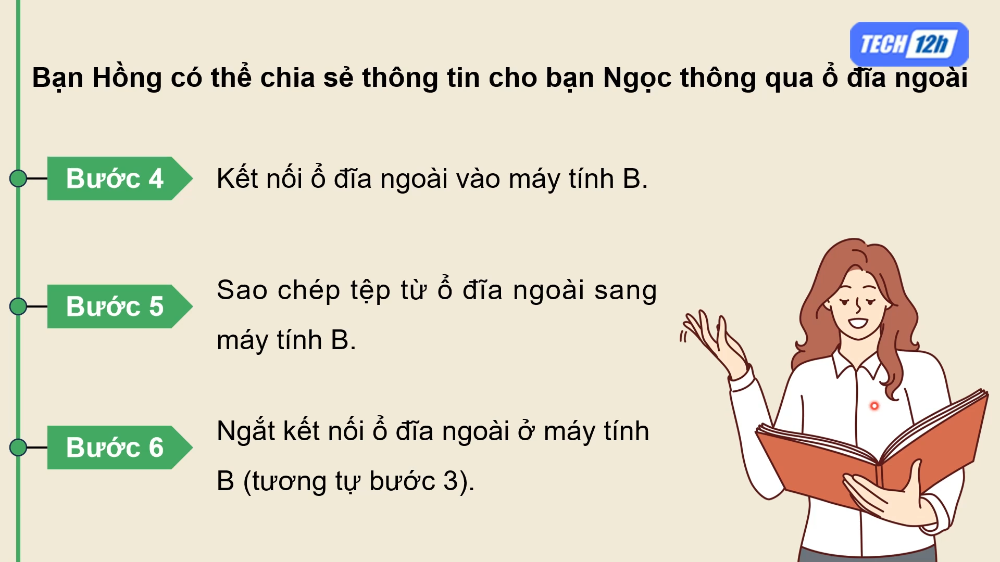 TECH 12h
Bạn Hồng có thể chia sẻ thông tin cho bạn Ngọc thông qua ổ đĩa ngoài
Bước 4
Kết nối ổ đĩa ngoài vào máy tính B.
Bước 5
Sao chép tệp từ ổ đĩa ngoài sang
máy tính B.
Bước 6
Ngắt kết nối ổ đĩa ngoài ở máy tính
B (tương tự bước 3).